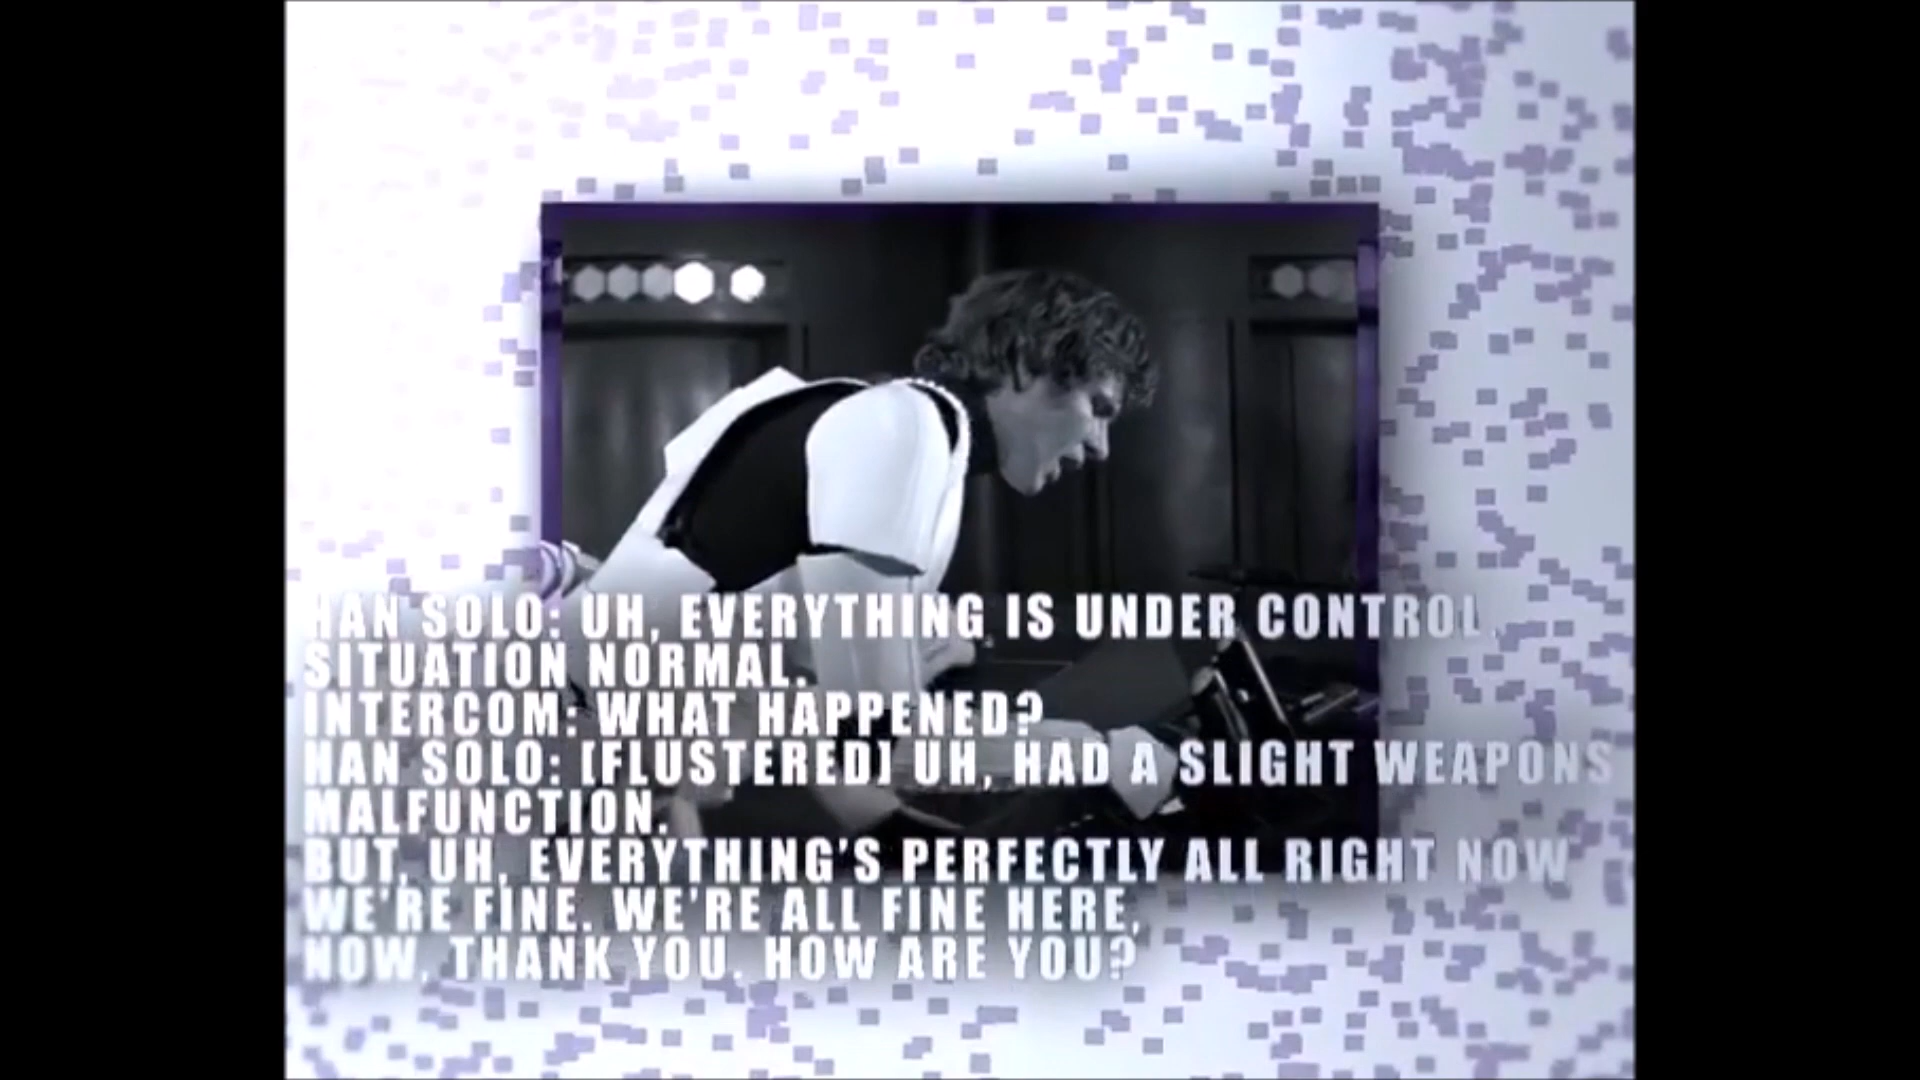 HAN SOLO: UH, EVERYTHING IS UNDER CONTROL.
SITUATION NORMAL.
INTERCOM: WHAT HAPPENED?
HAN SOLO: [FLUSTERED] UH, HAD A SLIGHT WEAPONS
MALFUNCTION.
BUT, UH, EVERYTHING'S PERFECTLY ALL RIGHT NOW
WE'RE FINE. WE'RE ALL FINE HERE,
NOW, THANK YOU. HOW ARE YOU?